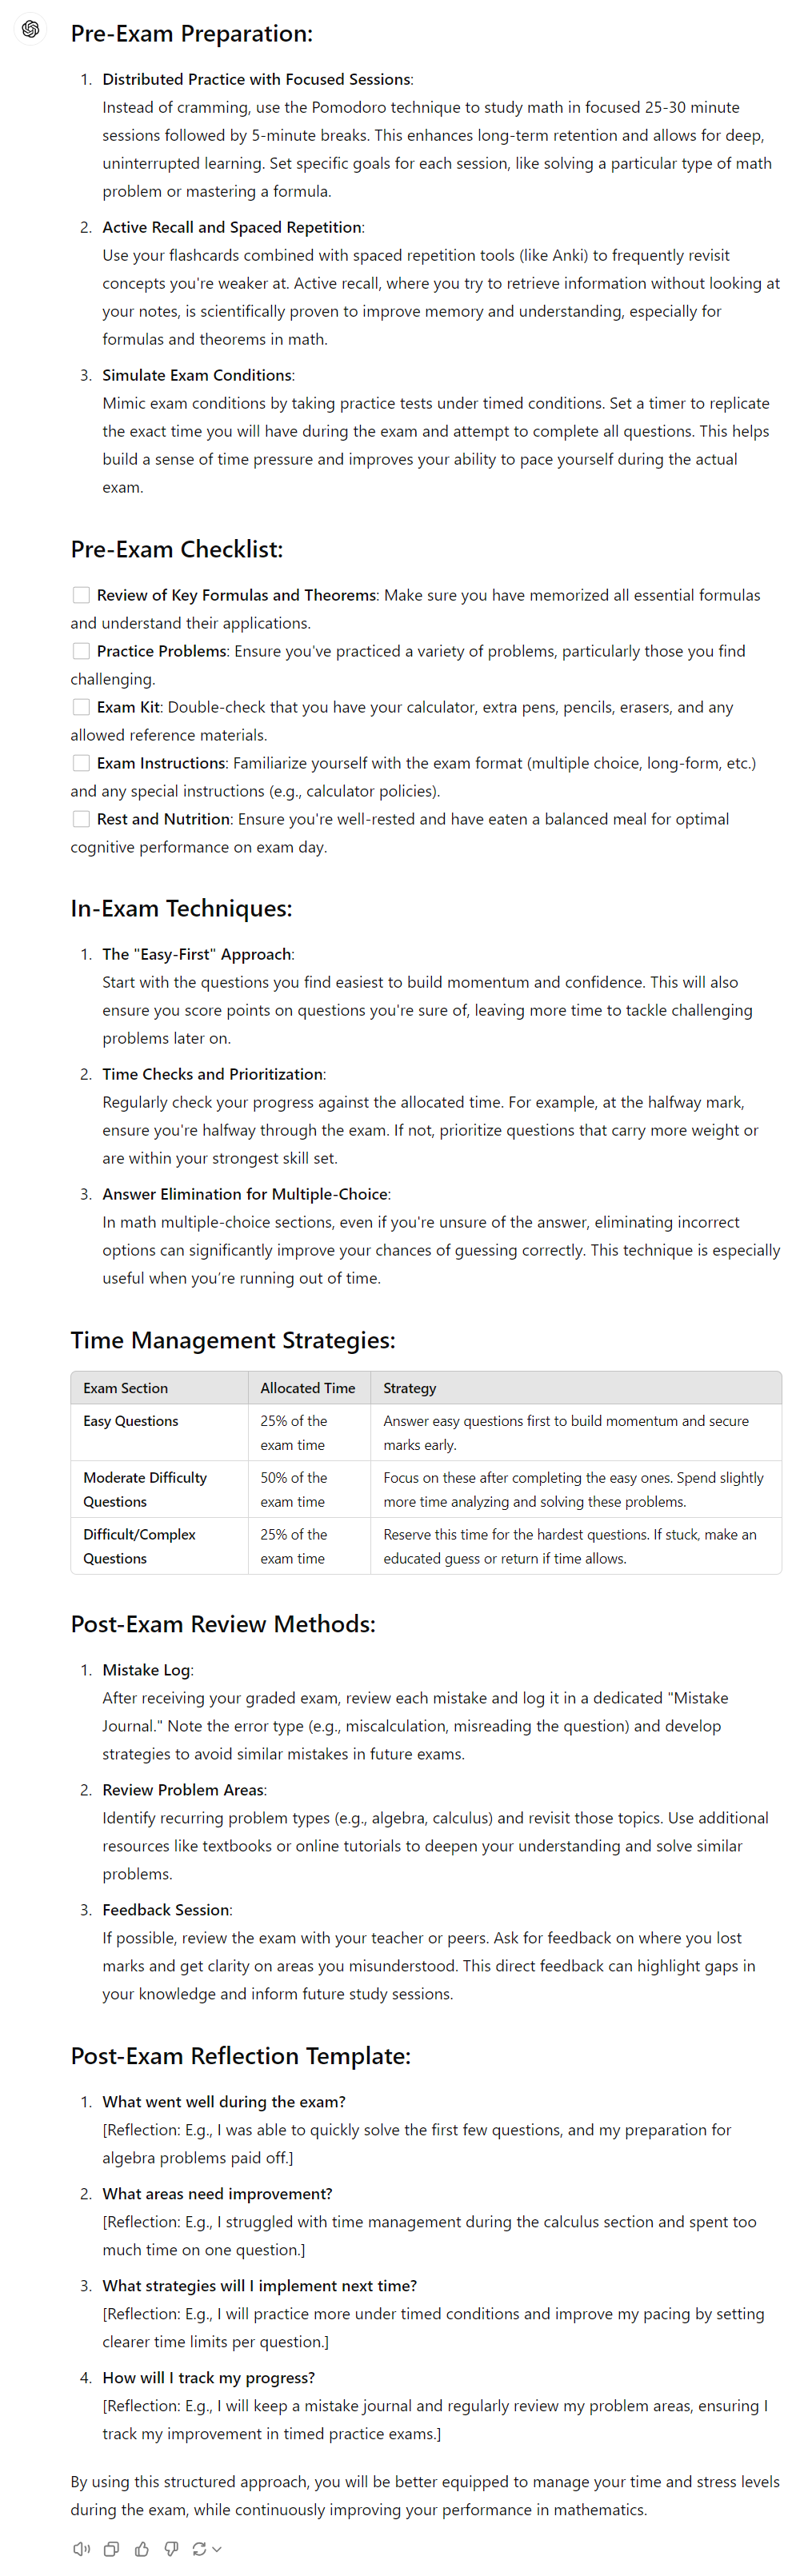 Pre-Exam Preparation:
1. Distributed Practice with Focused Sessions:
Instead of cramming, use the Pomodoro technique to study math in focused 25-30 minute
sessions followed by 5-minute breaks. This enhances long-term retention and allows for deep,
uninterrupted learning. Set specific goals for each session, like solving a particular type of math
problem or mastering a formula.
2. Active Recall and Spaced Repetition:
Use your flashcards combined with spaced repetition tools (like Anki) to frequently revisit
concepts you're weaker at. Active recall, where you try to retrieve information without looking at
your notes, is scientifically proven to improve memory and understanding, especially for
formulas and theorems in math.
3. Simulate Exam Conditions:
Mimic exam conditions by taking practice tests under timed conditions. Set a timer to replicate
the exact time you will have during the exam and attempt to complete all questions. This helps
build a sense of time pressure and improves your ability to pace yourself during the actual
exam.
Pre-Exam Checklist:
Review of Key Formulas and Theorems: Make sure you have memorized all essential formulas
and understand their applications.
Practice Problems: Ensure you've practiced a variety of problems, particularly those you find
challenging.
Exam Kit: Double-check that you have your calculator, extra pens, pencils, erasers, and any
allowed reference materials.
Exam Instructions: Familiarize yourself with the exam format (multiple choice, long-form, etc.)
and any special instructions (e.g., calculator policies).
Rest and Nutrition: Ensure you're well-rested and have eaten a balanced meal for optimal
cognitive performance on exam day.
In-Exam Techniques:
1. The "Easy-First" Approach:
Start with the questions you find easiest to build momentum and confidence. This will also
ensure you score points on questions you're sure of, leaving more time to tackle challenging
problems later on.
2. Time Checks and Prioritization:
Regularly check your progress against the allocated time. For example, at the halfway mark,
ensure you're halfway through the exam. If not, prioritize questions that carry more weight or
are within your strongest skill set.
3. Answer Elimination for Multiple-Choice:
In math multiple-choice sections, even if you're unsure of the answer, eliminating incorrect
options can significantly improve your chances of guessing correctly. This technique is especially
useful when you’re running out of time.
Time Management Strategies:
Exam Section Allocated Time Strategy
Easy Questions 25% of the exam time Answer easy questions first to build momentum and secure marks early.
Moderate Difficulty Questions 50% of the exam time Focus on these after completing the easy ones. Spend slightly more time analyzing and solving these problems.
Difficult/Complex Questions 25% of the exam time Reserve this time for the hardest questions. If stuck, make an educated guess or return if time allows.
Post-Exam Review Methods:
1. Mistake Log:
After receiving your graded exam, review each mistake and log it in a dedicated "Mistake
Journal." Note the error type (e.g., miscalculation, misreading the question) and develop
strategies to avoid similar mistakes in future exams.
2. Review Problem Areas:
Identify recurring problem types (e.g., algebra, calculus) and revisit those topics. Use additional
resources like textbooks or online tutorials to deepen your understanding and solve similar
problems.
3. Feedback Session:
If possible, review the exam with your teacher or peers. Ask for feedback on where you lost
marks and get clarity on areas you misunderstood. This direct feedback can highlight gaps in
your knowledge and inform future study sessions.
Post-Exam Reflection Template:
1. What went well during the exam?
[Reflection: E.g., I was able to quickly solve the first few questions, and my preparation for
algebra problems paid off.]
2. What areas need improvement?
[Reflection: E.g., I struggled with time management during the calculus section and spent too
much time on one question.]
3. What strategies will I implement next time?
[Reflection: E.g., I will practice more under timed conditions and improve my pacing by setting
clearer time limits per question.]
4. How will I track my progress?
[Reflection: E.g., I will keep a mistake journal and regularly review my problem areas, ensuring I
track my improvement in timed practice exams.]
By using this structured approach, you will be better equipped to manage your time and stress levels
during the exam, while continuously improving your performance in mathematics.